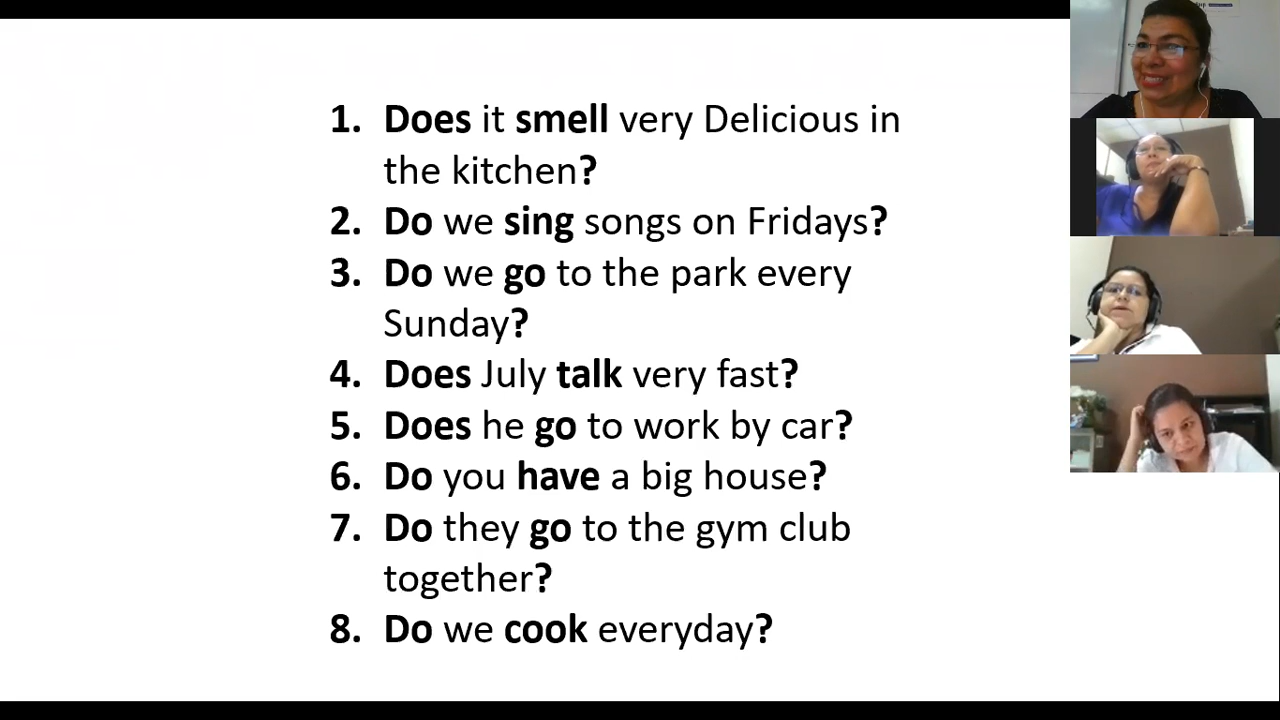 1. Does it smell very Delicious in
the kitchen?
2. Do we sing songs on Fridays?
3. Do we go to the park every
Sunday?
4. Does July talk very fast?
5. Does he go to work by car?
6. Do you have a big house?
7. Do they go to the gym club
together?
8. Do we cook everyday?